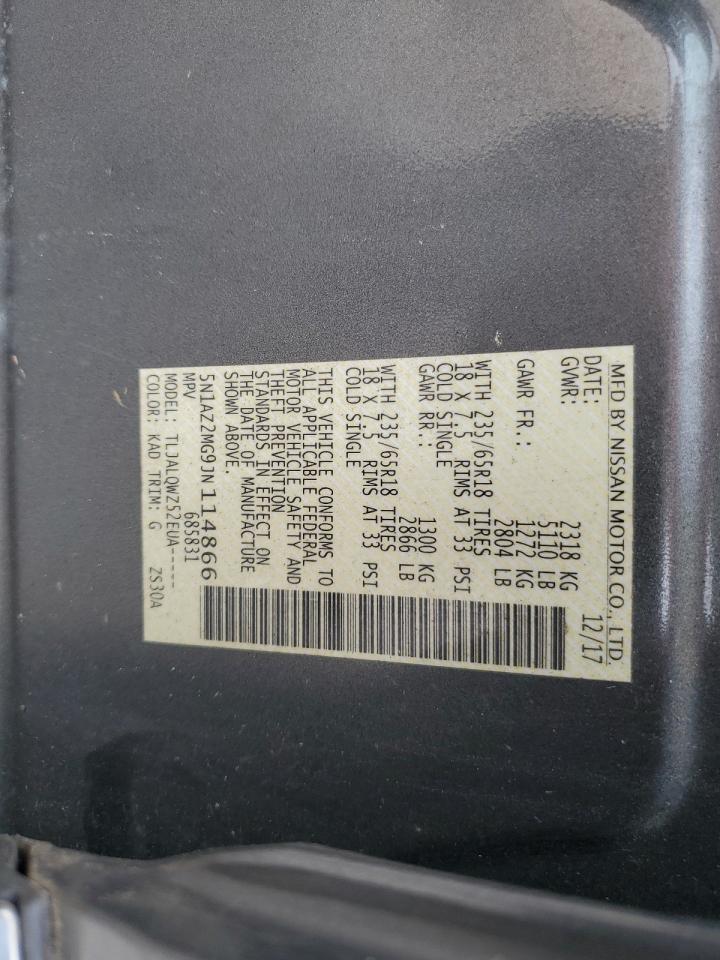 MFD BY NISSAN MOTOR CO., LTD.
DATE: 12/17
GVWR: 2318 KG
5110 LB
GAWR FR.: 1272 KG
2804 LB
WITH 235/65R18 TIRES
18 X 7.5 RIMS AT 33 PSI
COLD SINGLE
GAWR RR.: 1300 KG
2866 LB
WITH 235/65R18 TIRES
18 X 7.5 RIMS AT 33 PSI
COLD SINGLE
THIS VEHICLE CONFORMS TO
ALL APPLICABLE FEDERAL
MOTOR VEHICLE SAFETY AND
THEFT PREVENTION
STANDARDS IN EFFECT ON
THE DATE OF MANUFACTURE
SHOWN ABOVE.
5N1AZ2MG9JN114866
MPV 685831
MODEL: TLJALQWZ52EUA-----
COLOR: KAD TRIM: G ZS30A